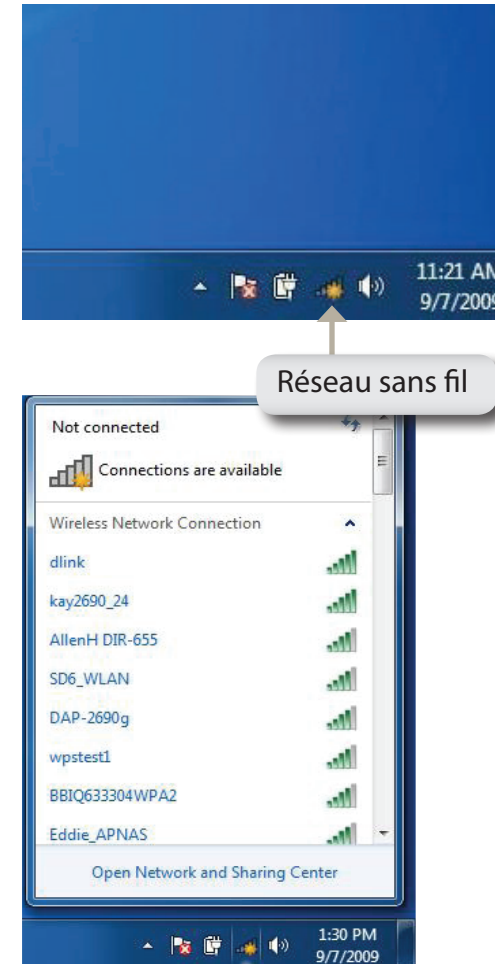 11:21 AM
9/7/2009
Réseau sans fil
Not connected
Connections are available
Wireless Network Connection
dlink
kay2690_24
AllenH DIR-655
SD6_WLAN
DAP-2690g
wpstest1
BBIQ633304WPA2
Eddie_APNAS
Open Network and Sharing Center
1:30 PM
9/7/2009